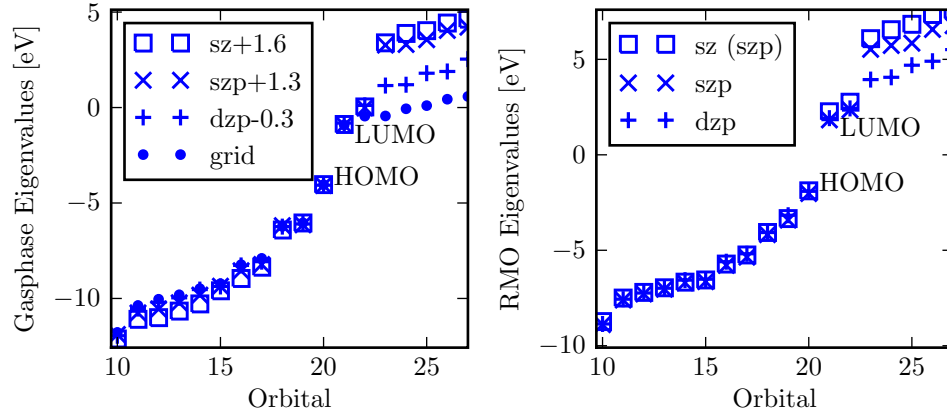 Gasphase Eigenvalues [eV]
5
0
−5
−10
sz+1.6
szp+1.3
dzp-0.3
grid
LUMO
HOMO
10
15
20
25
Orbital
RMO Eigenvalues [eV]
5
0
−5
−10
sz (szp)
szp
dzp
LUMO
HOMO
10
15
20
25
Orbital